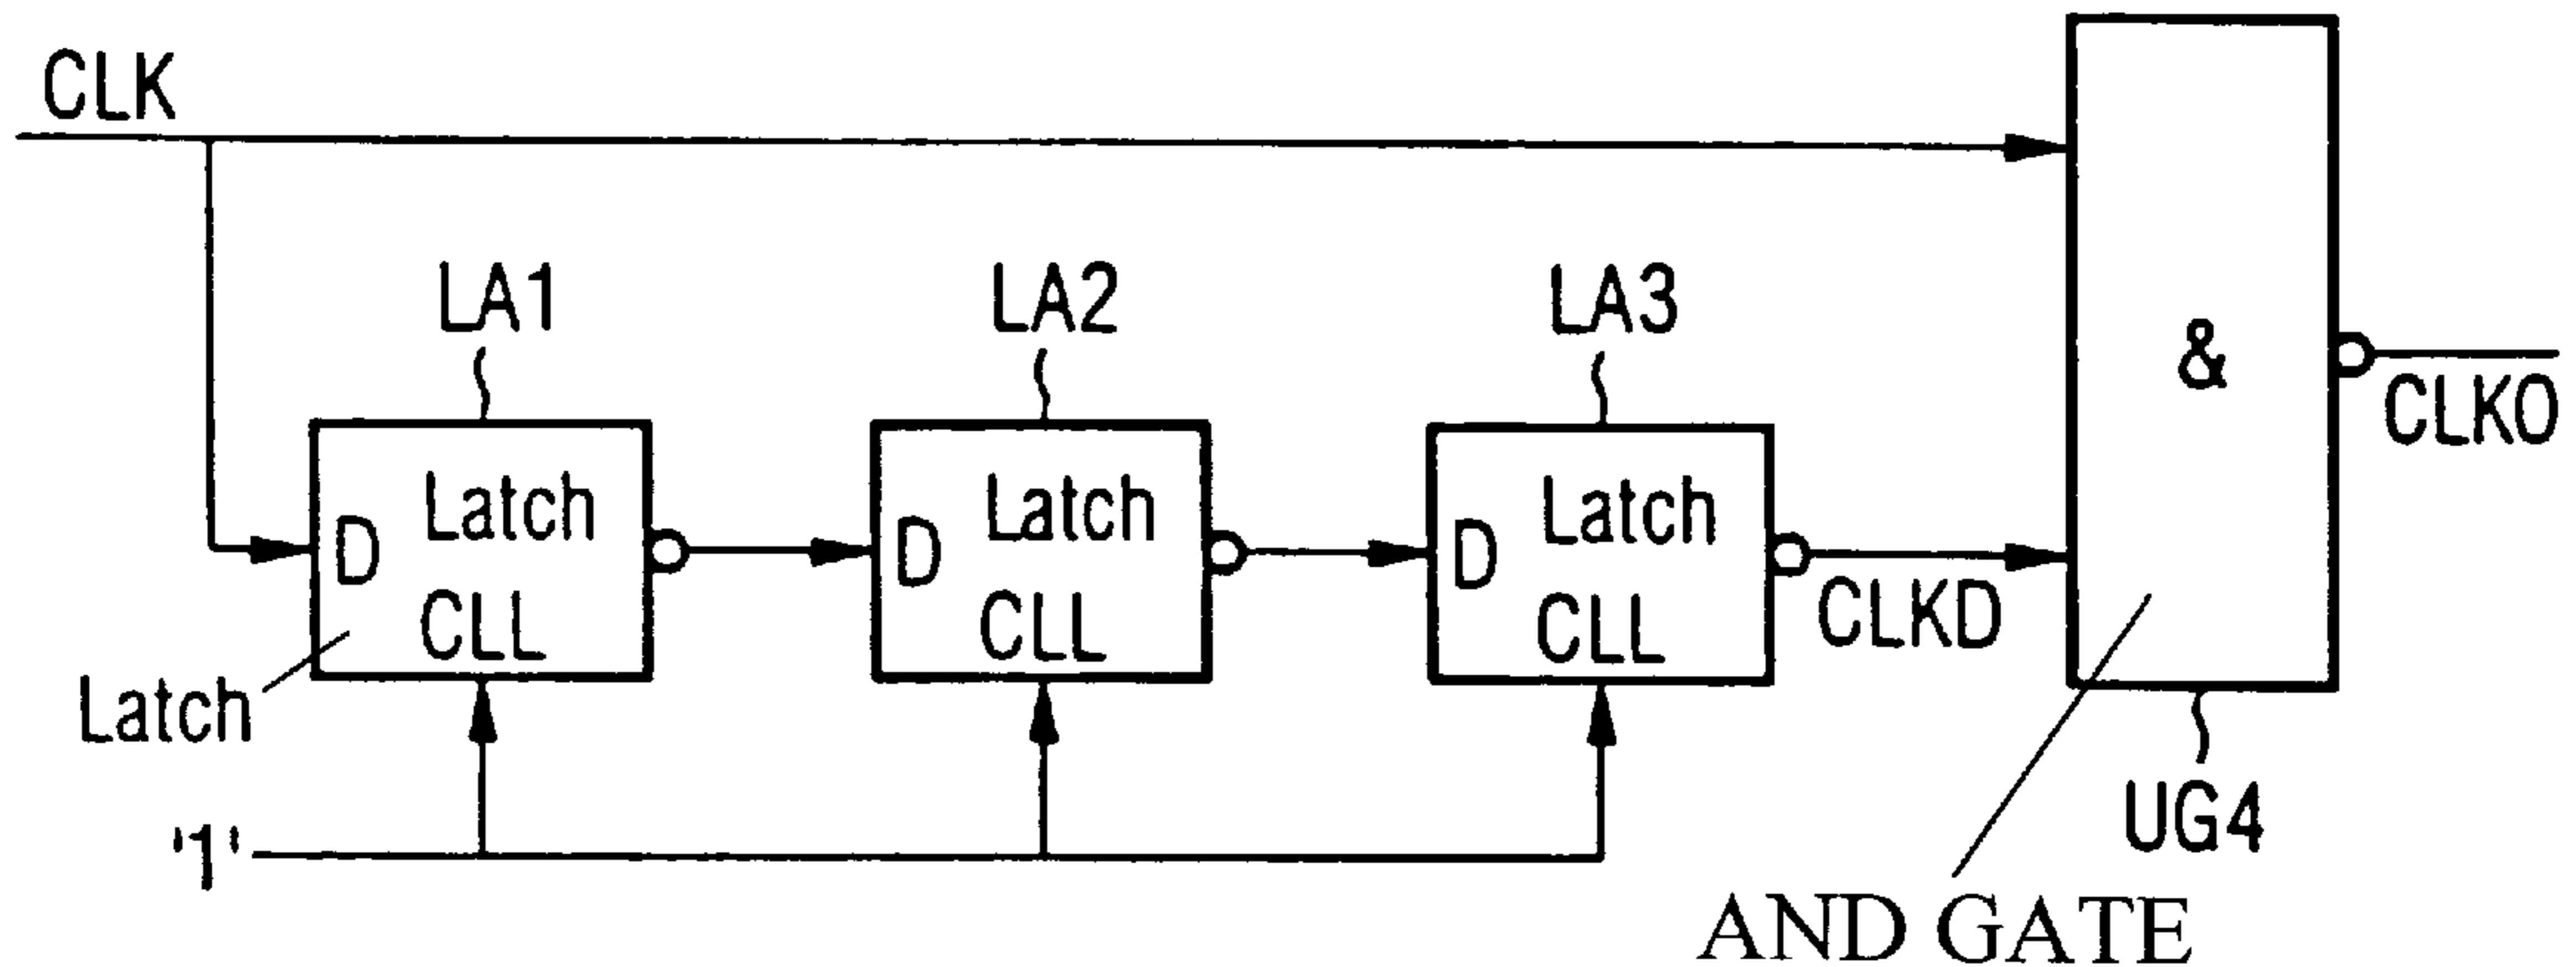 CLK
LA1
LA2
LA3
&
CLKO
D Latch
CLL
D Latch
CLL
D Latch
CLL
CLKD
Latch
'1'
UG4
AND GATE